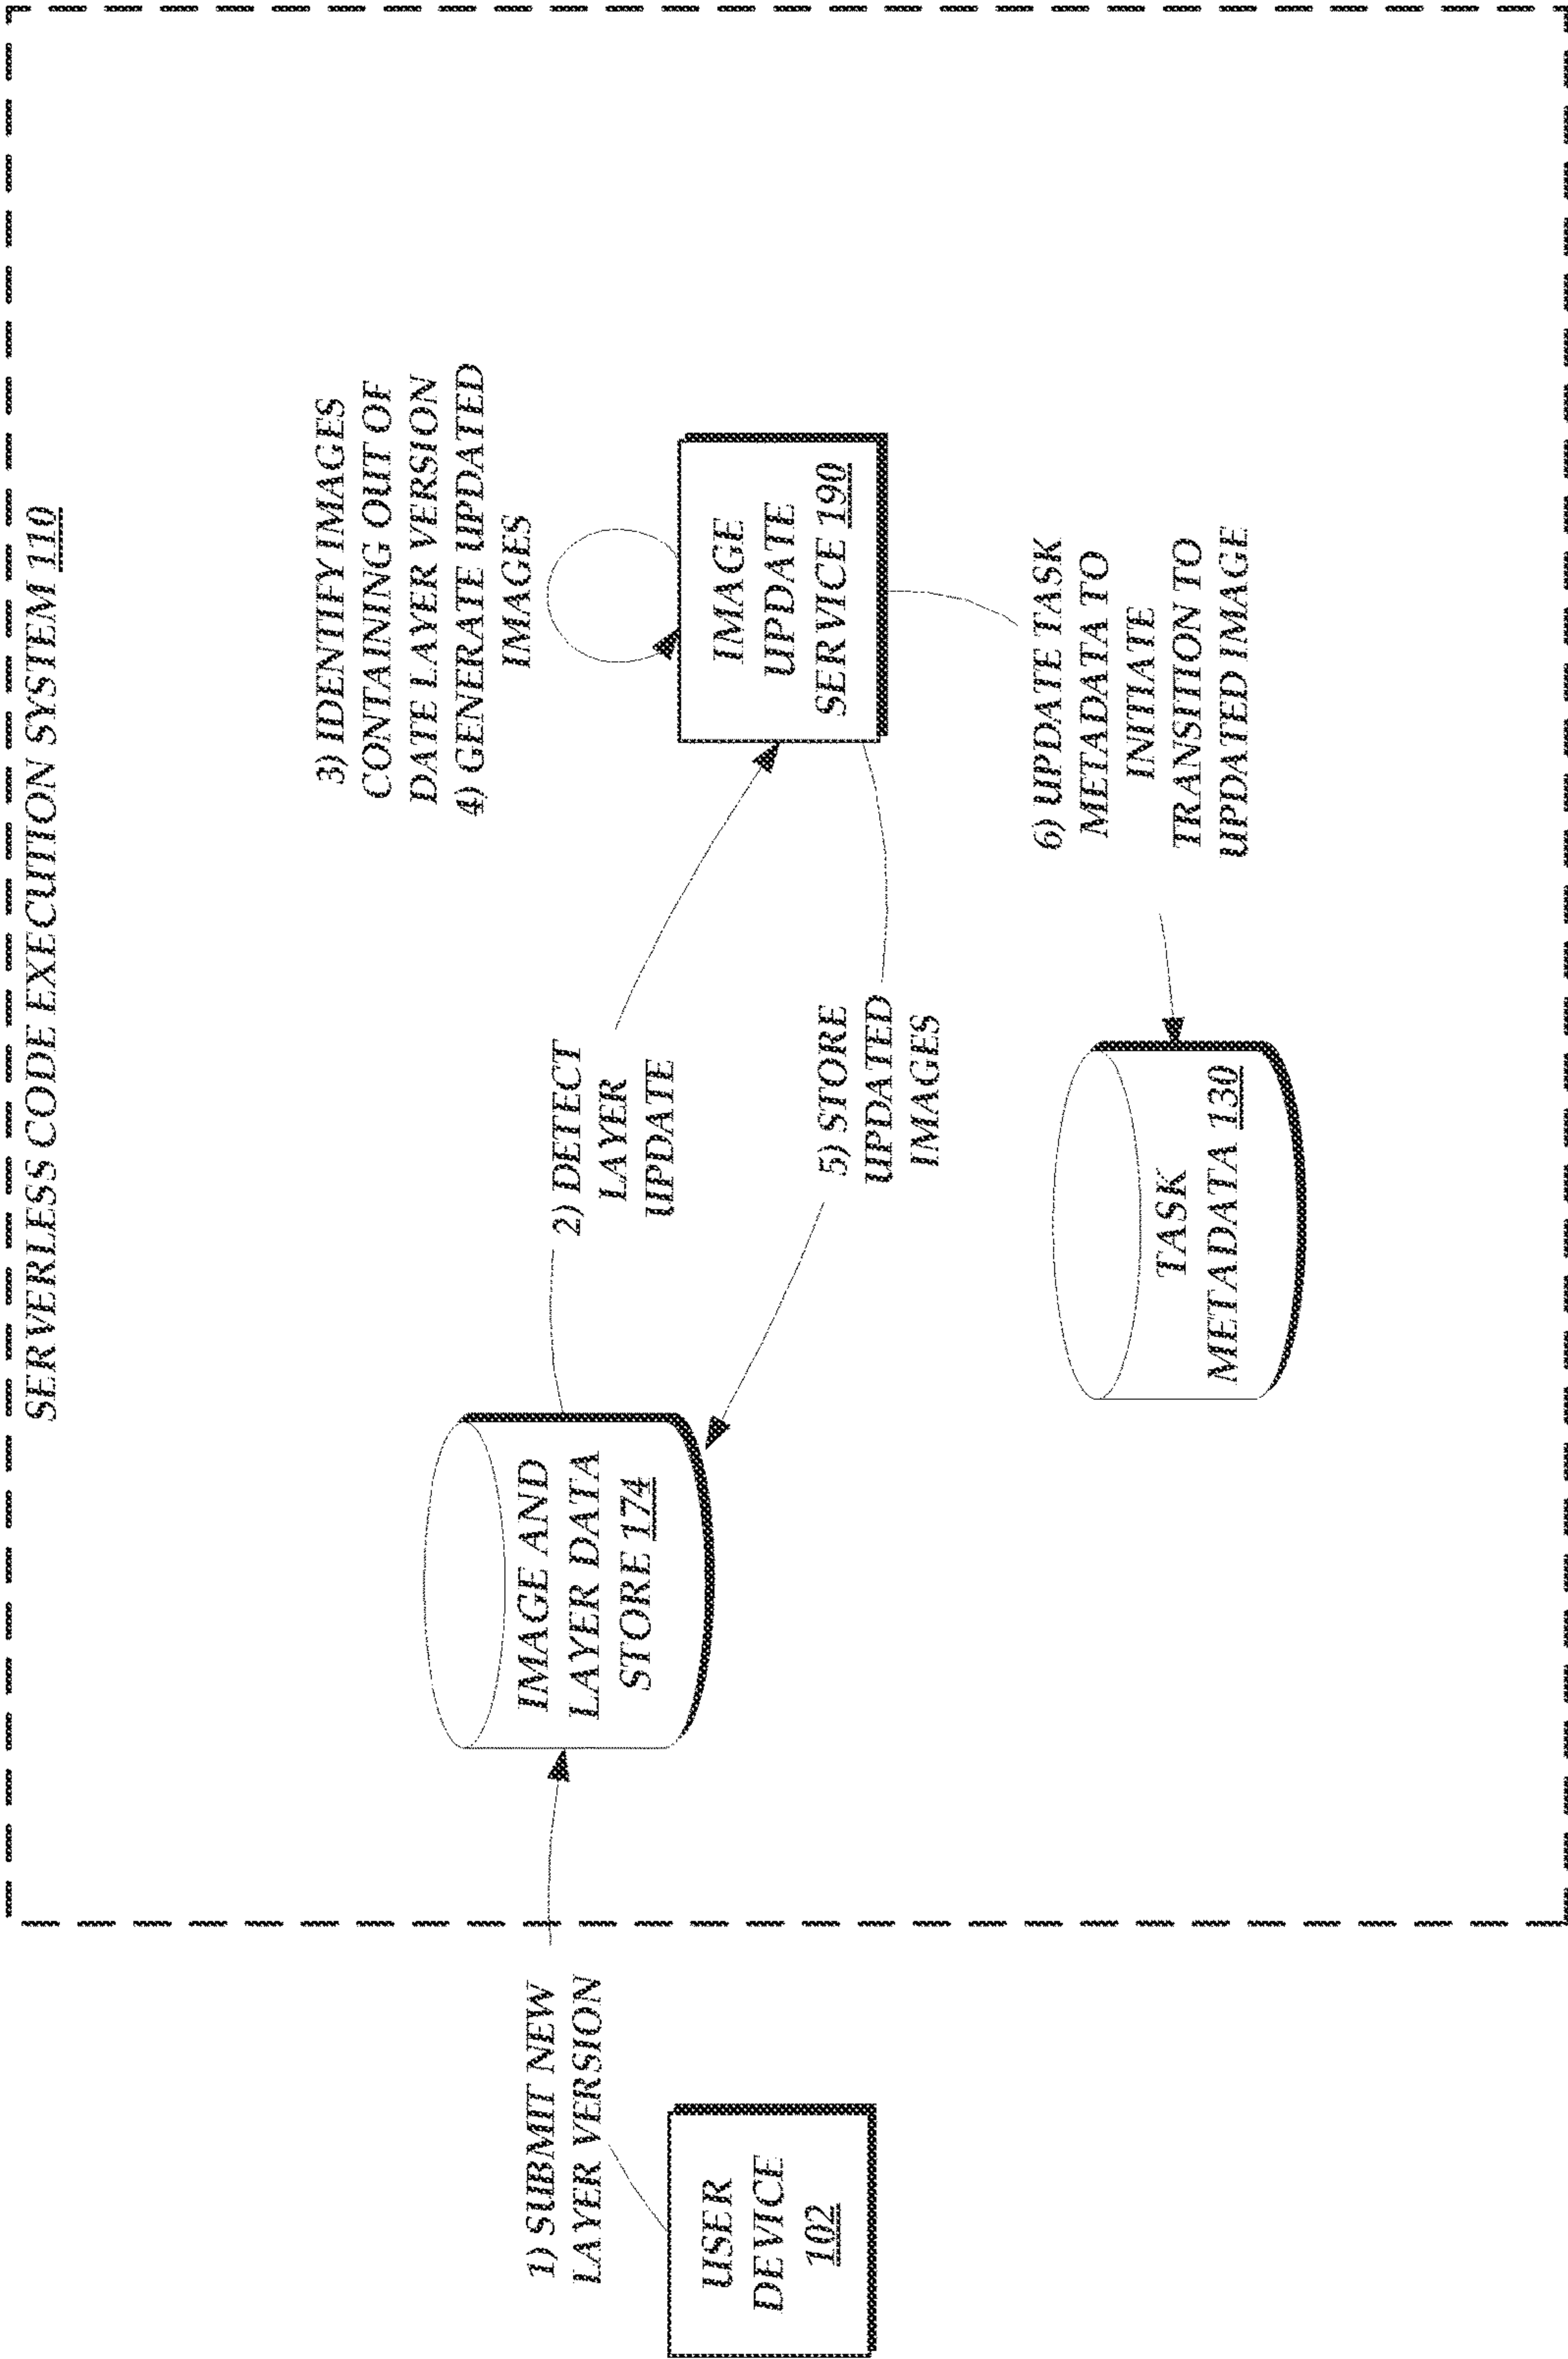 SERVERLESS CODE EXECUTION SYSTEM 110
1) SUBMIT NEW
LAYER VERSION
USER
DEVICE
102
IMAGE AND
LAYER DATA
STORE 174
2) DETECT
LAYER
UPDATE
3) IDENTIFY IMAGES
CONTAINING OUT OF
DATE LAYER VERSION
4) GENERATE UPDATED
IMAGES
IMAGE
UPDATE
SERVICE 190
5) STORE
UPDATED
IMAGES
6) UPDATE TASK
METADATA TO
INITIATE
TRANSITION TO
UPDATED IMAGE
TASK
METADATA 130